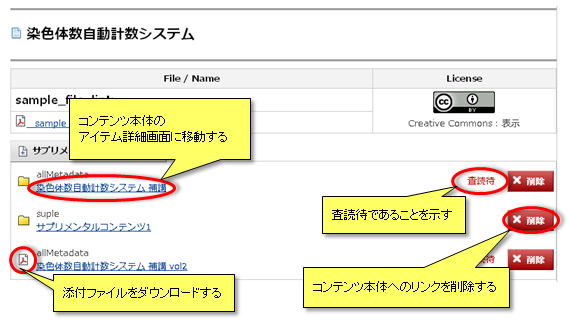 染色体数自動計数システム
File / Name
License
sample_fil
sample
BY
Creative Commons : 表示
コンテンツ本体の
アイテム詳細画面に移動する
サプリメ
allMetadata
染色体数自動計数システム 補講
査読待
削除
suple
サプリメンタルコンテンツ1
削除
査読待であることを示す
allMetadata
染色体数自動計数システム 補講 vol2
削除
添付ファイルをダウンロードする
コンテンツ本体へのリンクを削除する